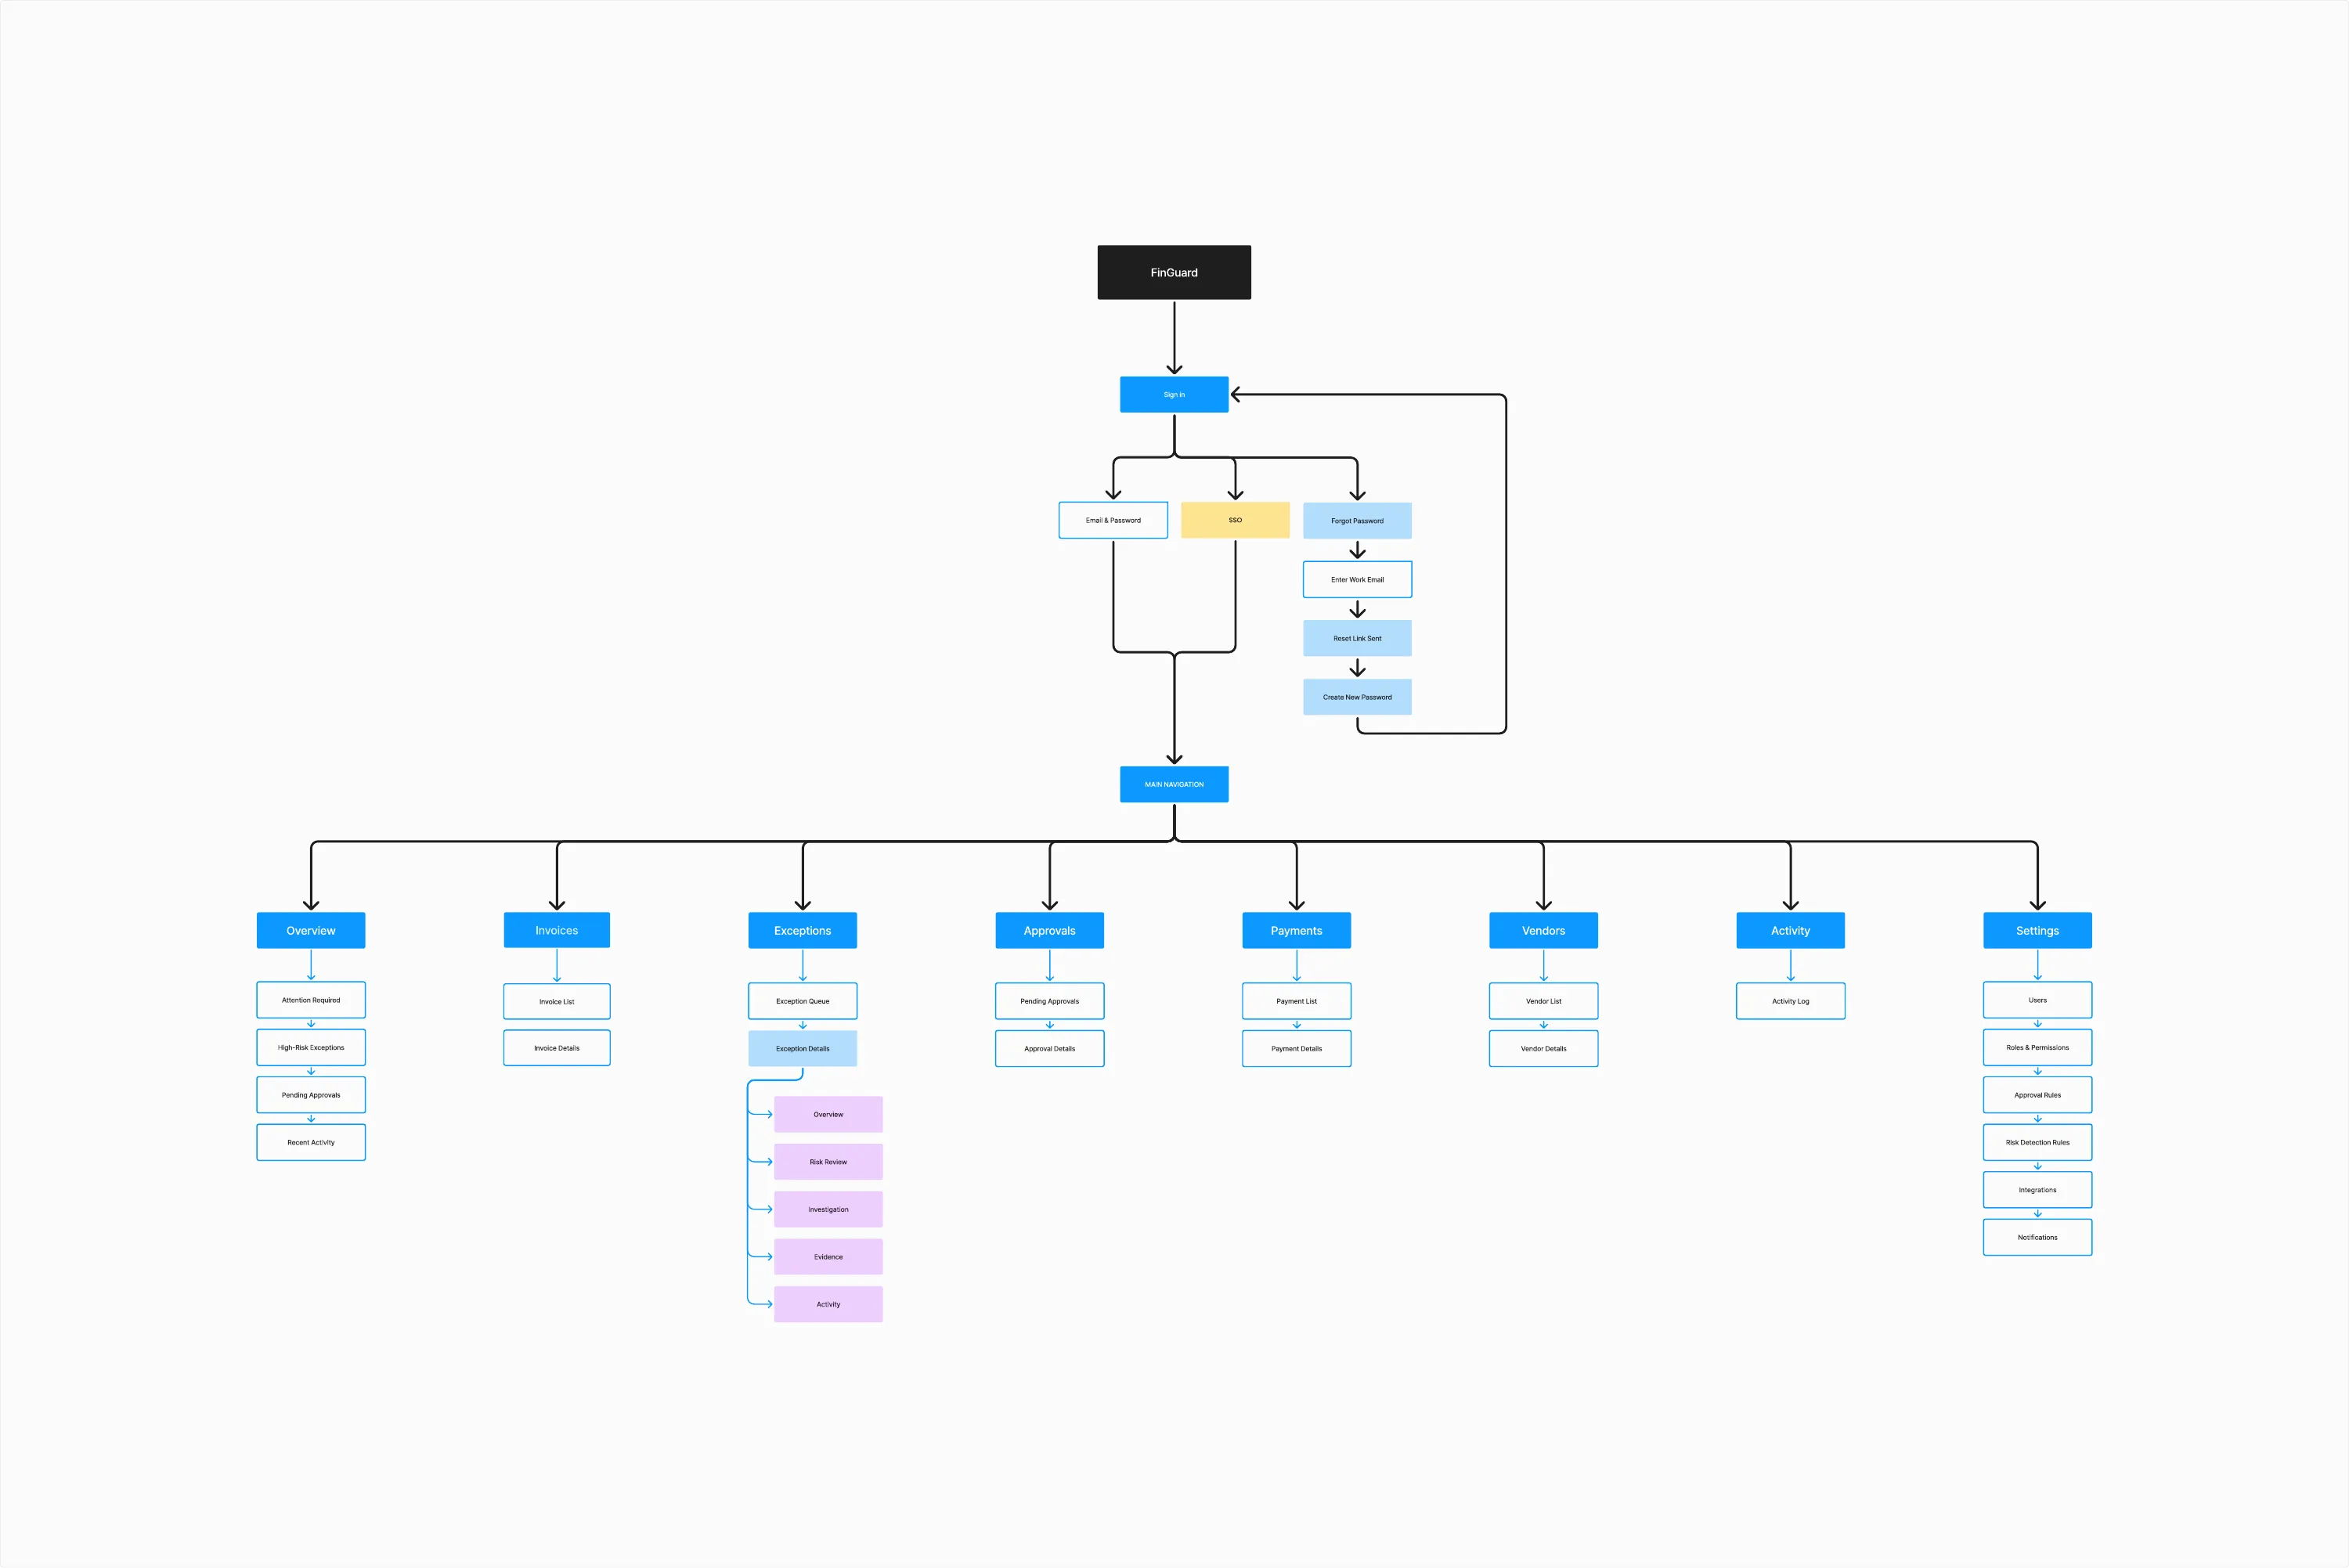 FinGuard
Sign In
Email & Password
SSO
Forgot Password
Enter Work Email
Reset Link Sent
Create New Password
MAIN NAVIGATION
Overview
Invoices
Exceptions
Approvals
Payments
Vendors
Activity
Settings
Attention Required
High-Risk Exceptions
Pending Approvals
Recent Activity
Invoice List
Invoice Details
Exception Queue
Exception Details
Overview
Risk Review
Investigation
Evidence
Activity
Pending Approvals
Approval Details
Payment List
Payment Details
Vendor List
Vendor Details
Activity Log
Users
Roles & Permissions
Approval Rules
Risk Detection Rules
Integrations
Notifications